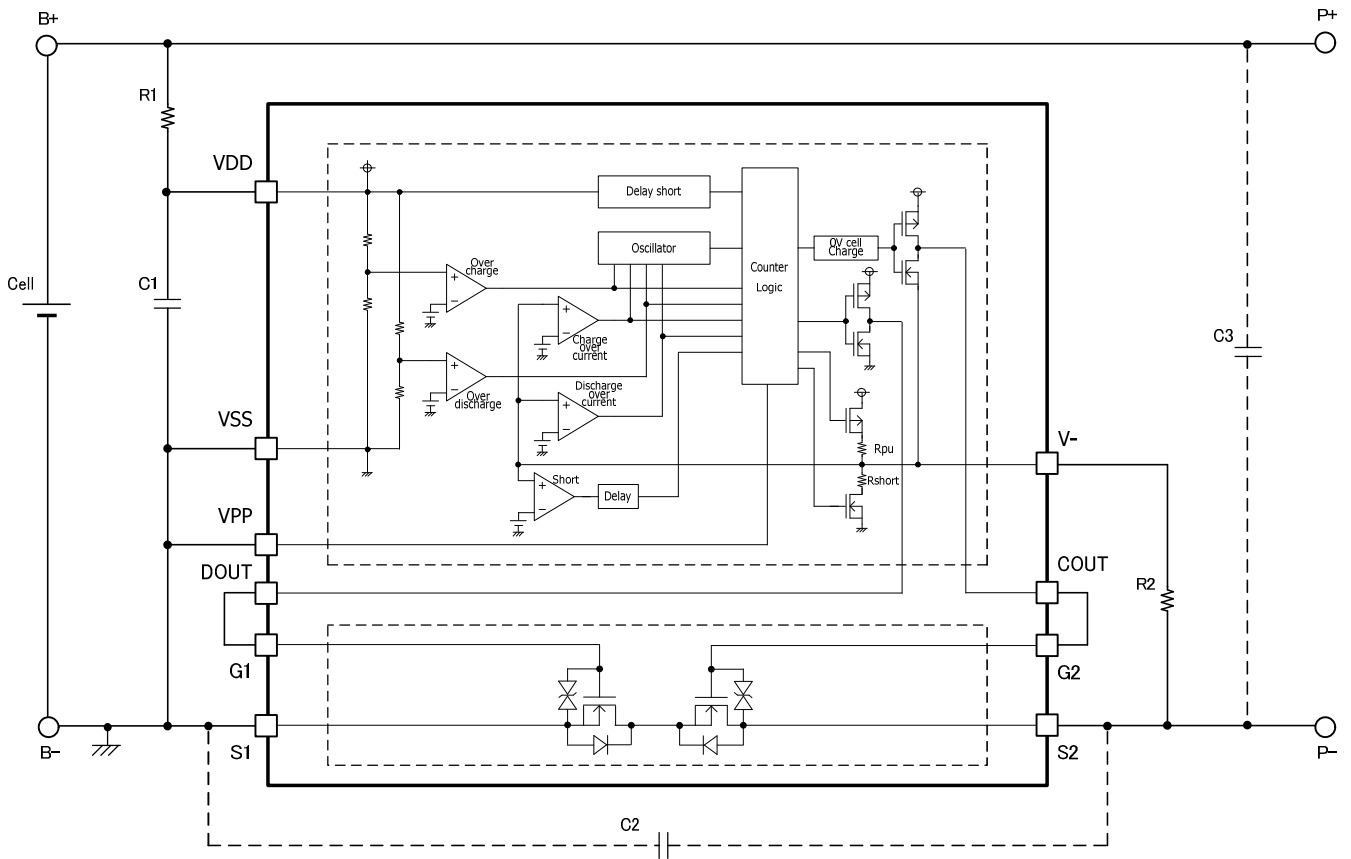 B+
P+
R1
VDD
Delay short
Oscillator
0V cell
Charge
Over
charge
Counter
Logic
Cell
C1
Charge
over
current
C3
Over
discharge
Discharge
over
current
VSS
V-
Rpu
Short
Rshort
Delay
VPP
DOUT
COUT
R2
G1
G2
B-
S1
S2
P-
C2